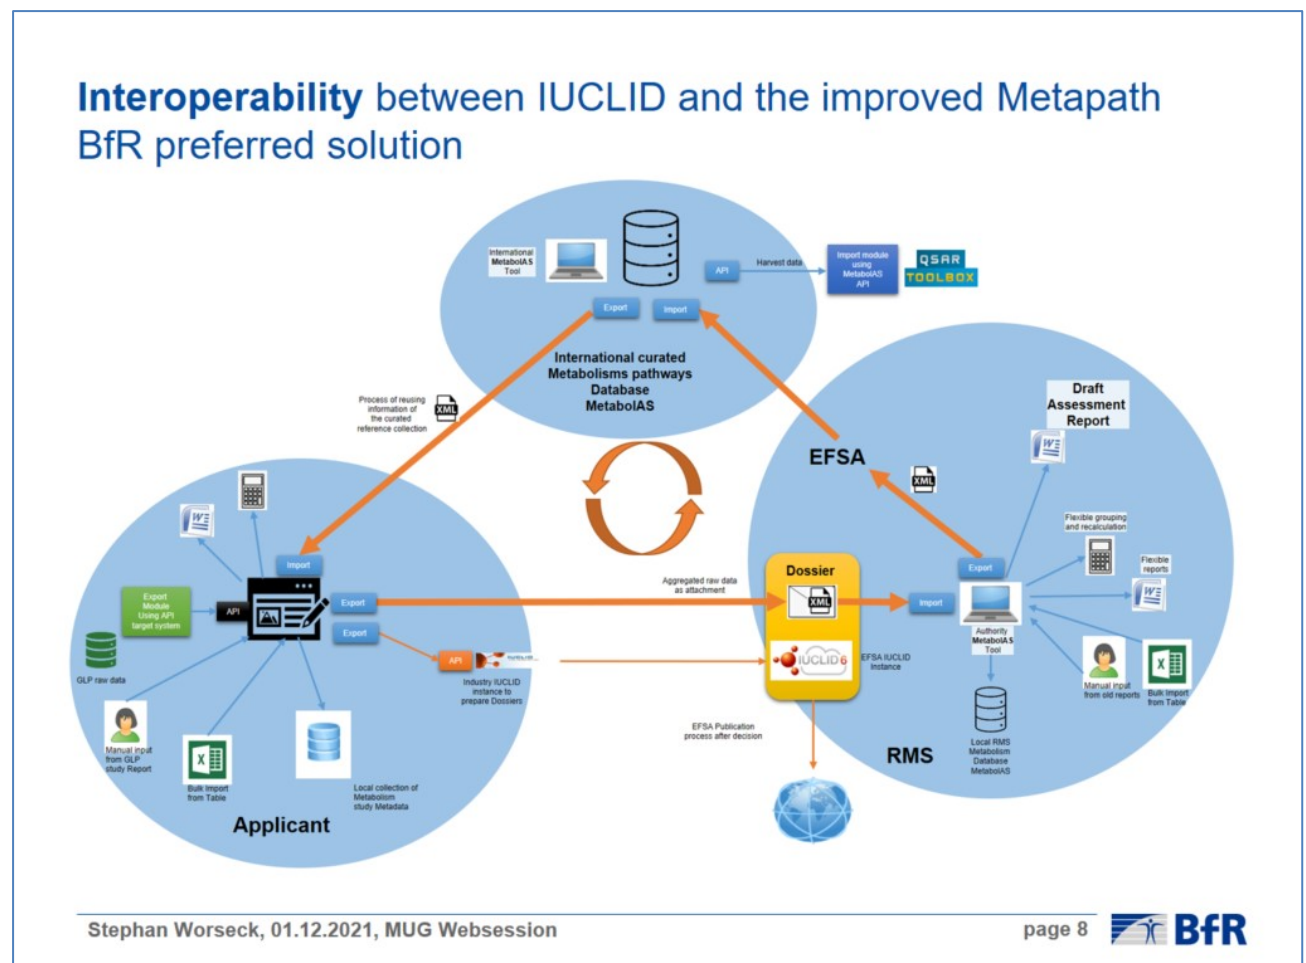 Interoperability between IUCLID and the improved Metapath
BfR preferred solution
International
MetabolAS
Tool
API
Harvest data
Import module
using
MetabolAS
API
QSAR
TOOLBOX
Export
Import
International curated
Metabolisms pathways
Database
MetabolAS
Process of reusing
information of
the curated
reference collection
XML
Draft
Assessment
Report
W
EFSA
XML
Flexible grouping
and recalculation
Flexible
reports
W
Export
Import
Authority
MetabolAS
Tool
Manual input
from old reports
X
Bulk Import
from Table
Local RMS
Metabolism
Database
MetabolAS
RMS
Dossier
XML
IUCLID 6
EFSA IUCLID
Instance
Aggregated raw data
as attachment
EFSA Publication
process after decision
W
Import
Export
Module
Using API
target system
API
Export
Export
API
IUCLID
Industry IUCLID
instance to
prepare Dossiers
GLP raw data
Manual input
from GLP
study Report
X
Bulk Import
from Table
Local collection of
Metabolism
study Metadata
Applicant
Stephan Worseck, 01.12.2021, MUG Websession
page 8
BfR